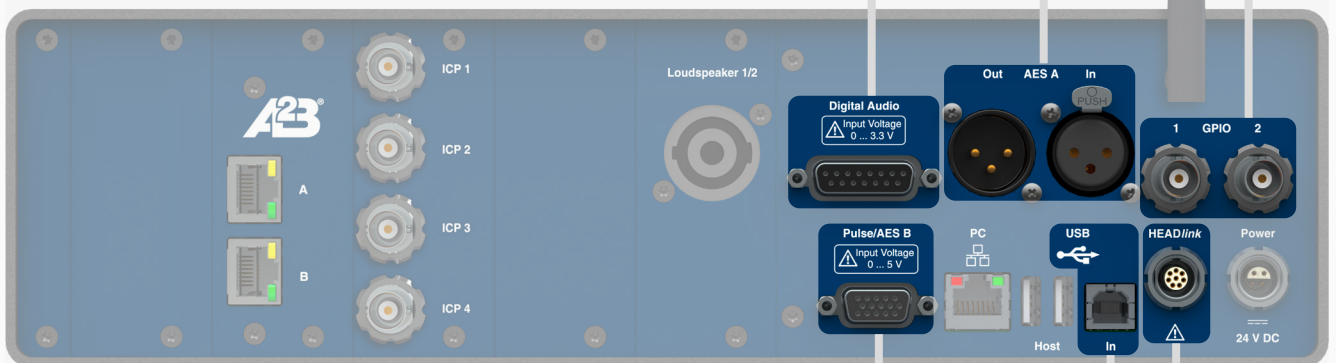 ICP 1
ICP 2
ICP 3
ICP 4
A2B®
A
B
Loudspeaker 1/2
Digital Audio
Input Voltage
0 ... 3.3 V
Out AES A In
PUSH
1 GPIO 2
Pulse/AES B
Input Voltage
0 ... 5 V
PC
USB
HEADlink
Power
Host
In
24 V DC